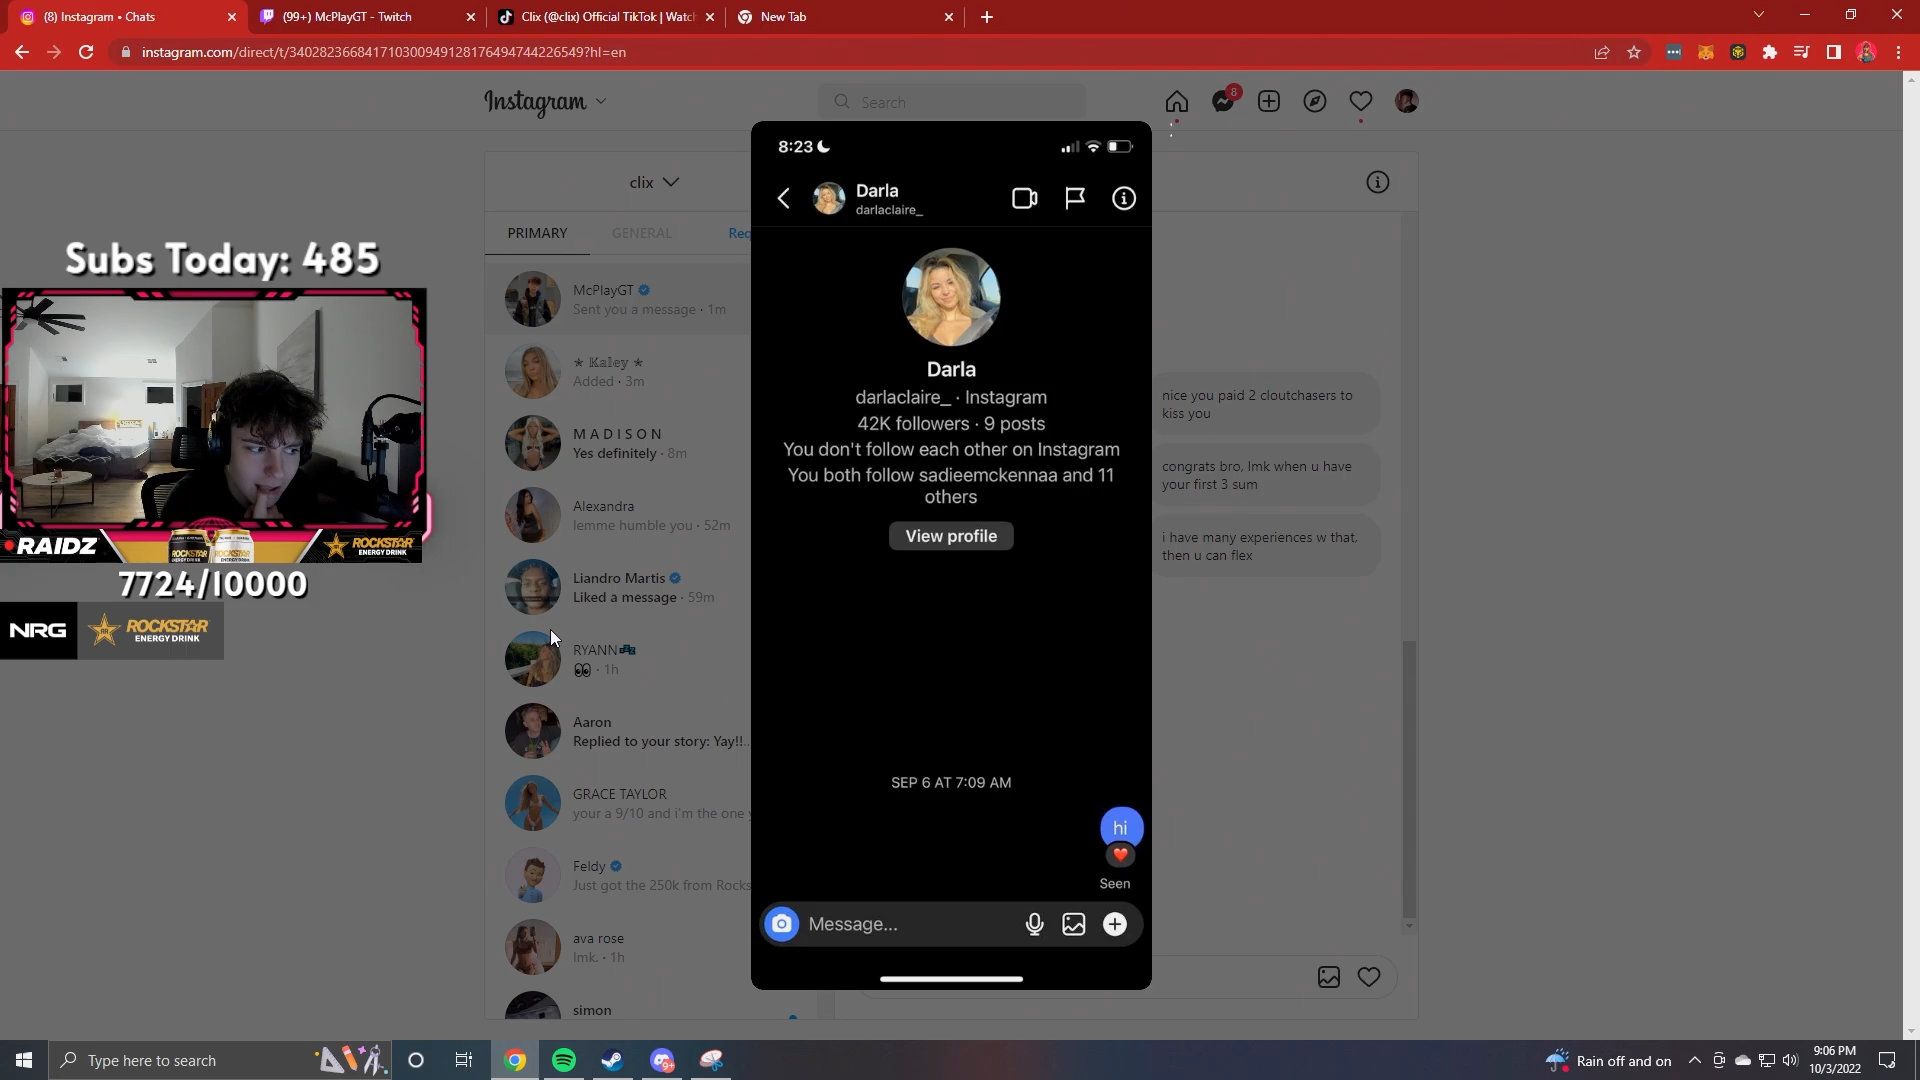 (8) Instagram • Chats
(99+) McPlayGT - Twitch
Clix (@clix) Official TikTok | Watch
New Tab
instagram.com/direct/t/340282366841710300949128176494744226549?hl=en
Instagram
Search
8
clix
PRIMARY
GENERAL
Req
McPlayGT
Sent you a message · 1m
★ Kaley ★
Added · 3m
M A D I S O N
Yes definitely · 8m
Alexandra
lemme humble you · 52m
Liandro Martis
Liked a message · 59m
RYANN
👀 · 1h
Aaron
Replied to your story: Yay!!...
GRACE TAYLOR
your a 9/10 and i'm the one y
Feldy
Just got the 250k from Rocks
ava rose
lmk. · 1h
simon
8:23
Darla
darlaclaire_
Darla
darlaclaire_ · Instagram
42K followers · 9 posts
You don't follow each other on Instagram
You both follow sadieemckennaa and 11
others
View profile
SEP 6 AT 7:09 AM
hi
❤️
Seen
Message...
nice you paid 2 cloutchasers to
kiss you
congrats bro, lmk when u have
your first 3 sum
i have many experiences w that.
then u can flex
Subs Today: 485
RAIDZ
ROCKSTAR
ROCKSTAR
ROCKSTAR
ENERGY DRINK
7724/10000
NRG
ROCKSTAR
ENERGY DRINK
Type here to search
Rain off and on
9:06 PM
10/3/2022